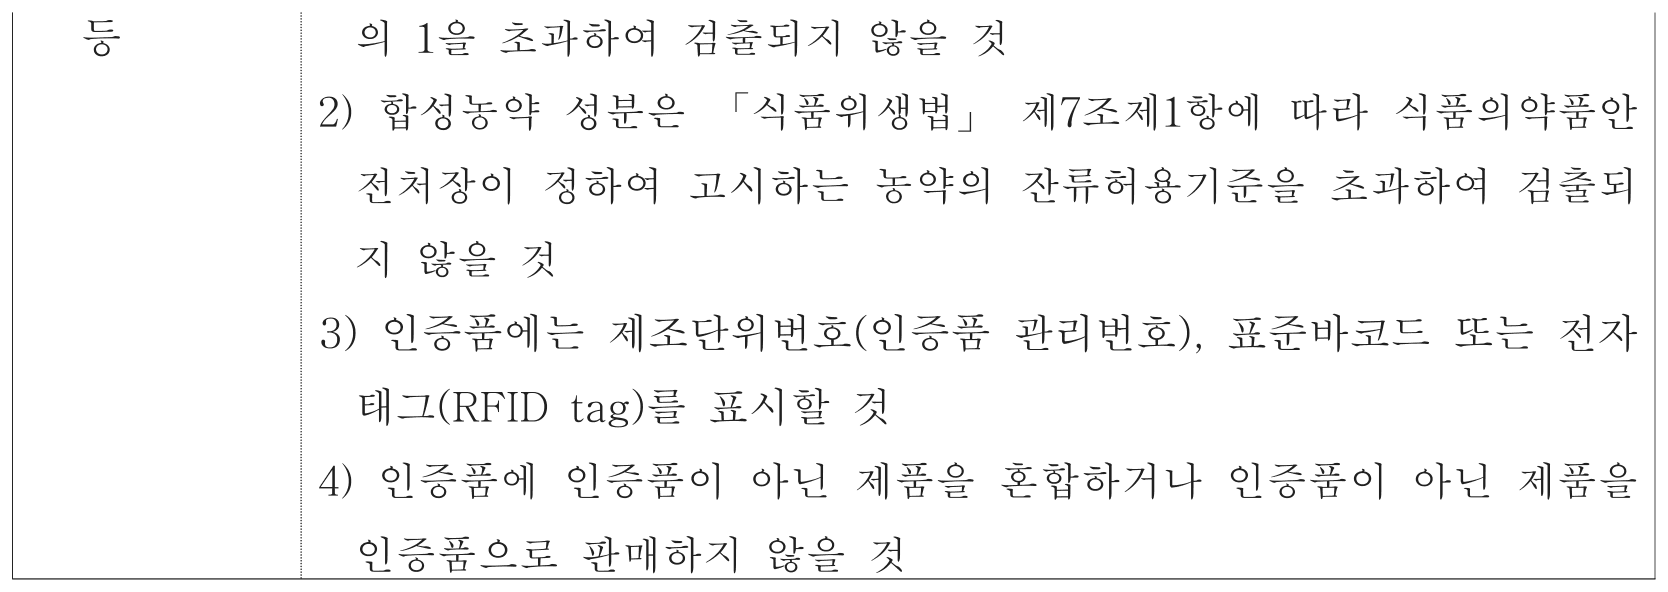 등
의 1을 초과하여 검출되지 않을 것
2) 합성농약 성분은 「식품위생법」 제7조제1항에 따라 식품의약품안
전처장이 정하여 고시하는 농약의 잔류허용기준을 초과하여 검출되
지 않을 것
3) 인증품에는 제조단위번호(인증품 관리번호), 표준바코드 또는 전자
태그(RFID tag)를 표시할 것
4) 인증품에 인증품이 아닌 제품을 혼합하거나 인증품이 아닌 제품을
인증품으로 판매하지 않을 것